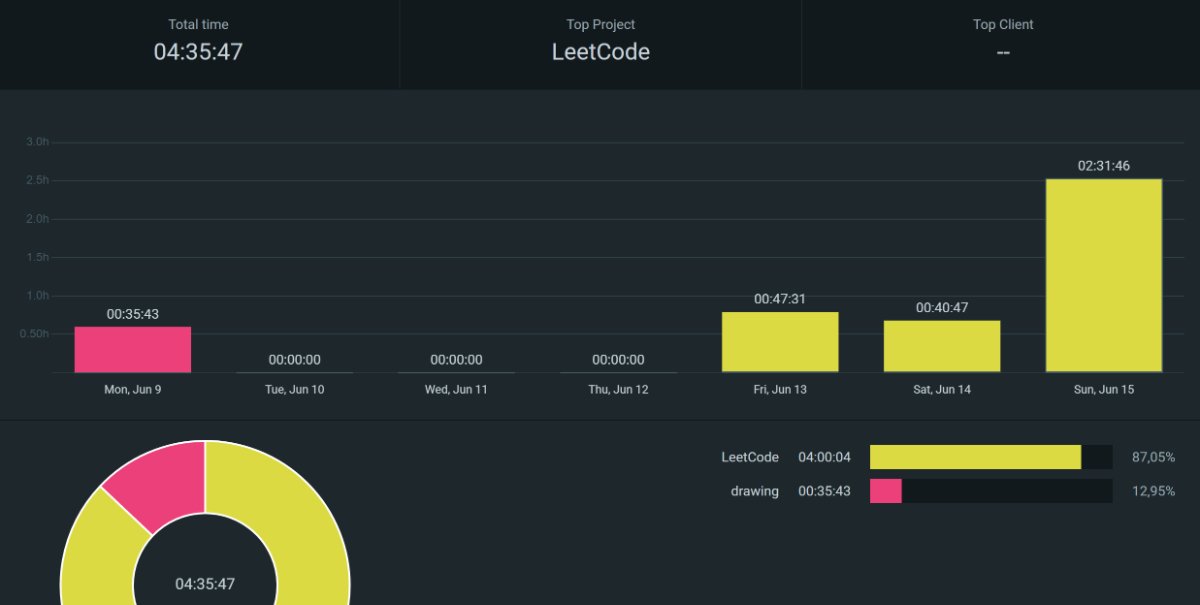 Total time
Top Project
Top Client
04:35:47
LeetCode
--
3.0h
02:31:46
2.5h
2.0h
1.5h
1.0h
00:47:31
00:40:47
00:35:43
0.50h
00:00:00
00:00:00
00:00:00
Mon, Jun 9
Tue, Jun 10
Wed, Jun 11
Thu, Jun 12
Fri, Jun 13
Sat, Jun 14
Sun, Jun 15
LeetCode 04:00:04 87,05%
drawing 00:35:43 12,95%
04:35:47